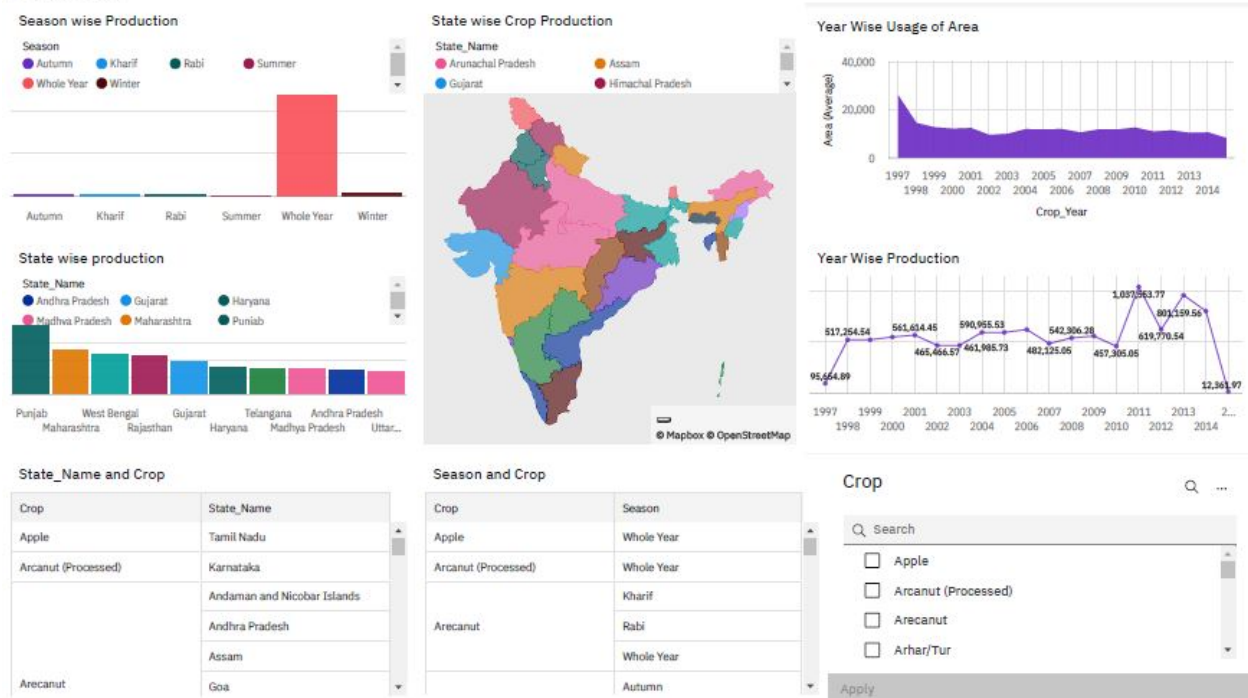 Season wise Production
Season
Autumn Kharif Rabi Summer
Whole Year Winter
Autumn Kharif Rabi Summer Whole Year Winter
State wise Crop Production
State_Name
Arunachal Pradesh Assam
Gujarat Himachal Pradesh
© Mapbox © OpenStreetMap
Year Wise Usage of Area
40,000
20,000
0
Area (Average)
1997 1999 2001 2003 2005 2007 2009 2011 2013
1998 2000 2002 2004 2006 2008 2010 2012 2014
Crop_Year
State wise production
State_Name
Andhra Pradesh Gujarat Haryana
Madhya Pradesh Maharashtra Punjab
Punjab West Bengal Gujarat Telangana Andhra Pradesh
Maharashtra Rajasthan Haryana Madhya Pradesh Uttar...
Year Wise Production
95,664.89
517,254.54
561,614.45
465,466.57
461,985.73
590,955.53
482,125.05
542,306.28
457,305.05
619,770.54
801,159.56
12,361.97
1997 1999 2001 2003 2005 2007 2009 2011 2013 2...
1998 2000 2002 2004 2006 2008 2010 2012 2014
State_Name and Crop
Crop State_Name
Apple Tamil Nadu
Arcanut (Processed) Karnataka
Andaman and Nicobar Islands
Andhra Pradesh
Assam
Arecanut Goa
Season and Crop
Crop Season
Apple Whole Year
Arcanut (Processed) Whole Year
Kharif
Arecanut Rabi
Whole Year
Autumn
Crop ...
Search
Apple
Arcanut (Processed)
Arecanut
Arhar/Tur
Apply